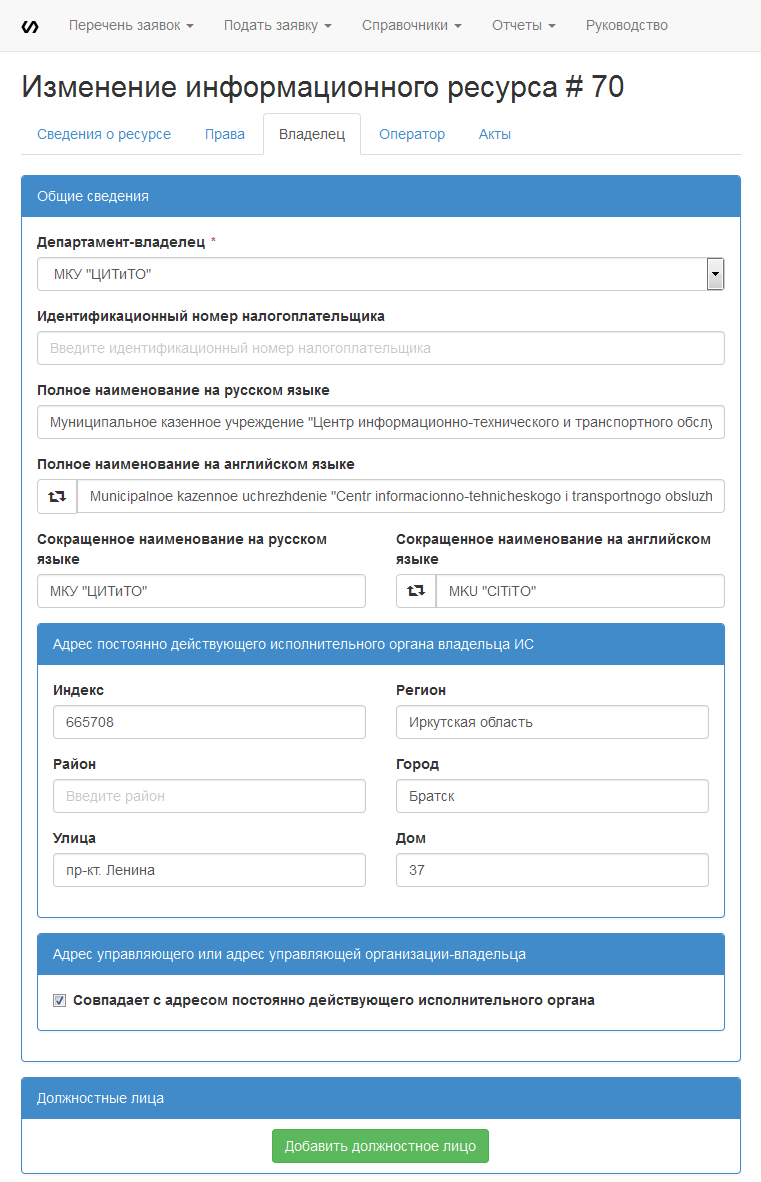 Перечень заявок Подать заявку Справочники Отчеты Руководство
Изменение информационного ресурса # 70
Сведения о ресурсе Права Владелец Оператор Акты
Общие сведения
Департамент-владелец *
МКУ "ЦИТиТО"
Идентификационный номер налогоплательщика
Введите идентификационный номер налогоплательщика
Полное наименование на русском языке
Муниципальное казенное учреждение "Центр информационно-технического и транспортного обслу
Полное наименование на английском языке
Municipalnoe kazennoe uchrezhdenie "Centr informacionno-tehnicheskogo i transportnogo obsluzh
Сокращенное наименование на русском
языке
Сокращенное наименование на английском
языке
МКУ "ЦИТиТО"
MKU "CITiTO"
Адрес постоянно действующего исполнительного органа владельца ИС
Индекс Регион
665708 Иркутская область
Район Город
Введите район Братск
Улица Дом
пр-кт. Ленина 37
Адрес управляющего или адрес управляющей организации-владельца
Совпадает с адресом постоянно действующего исполнительного органа
Должностные лица
Добавить должностное лицо